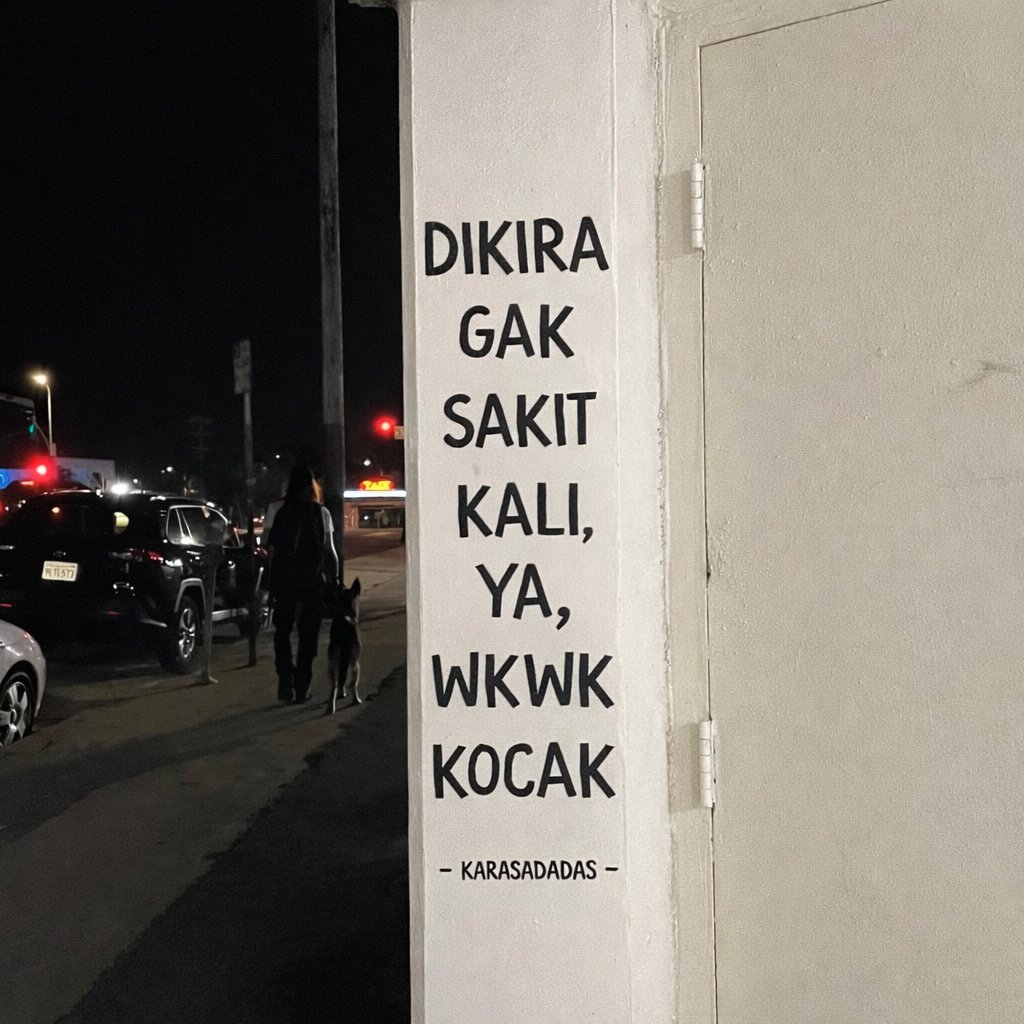 DIKIRA
GAK
SAKIT
KALI,
YA,
WKWK
KOCAK
- KARASADADAS -